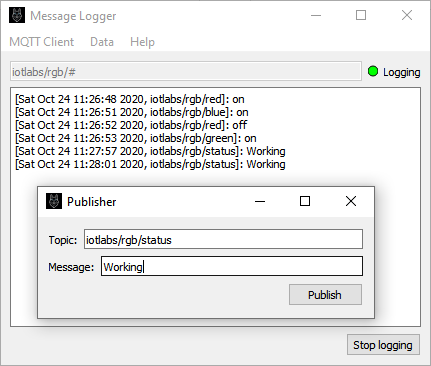 Message Logger
MQTT Client Data Help
iotlabs/rgb/# Logging
[Sat Oct 24 11:26:48 2020, iotlabs/rgb/red]: on
[Sat Oct 24 11:26:51 2020, iotlabs/rgb/blue]: on
[Sat Oct 24 11:26:52 2020, iotlabs/rgb/red]: off
[Sat Oct 24 11:26:53 2020, iotlabs/rgb/green]: on
[Sat Oct 24 11:27:57 2020, iotlabs/rgb/status]: Working
[Sat Oct 24 11:28:01 2020, iotlabs/rgb/status]: Working
Publisher
Topic: iotlabs/rgb/status
Message: Working
Publish
Stop logging